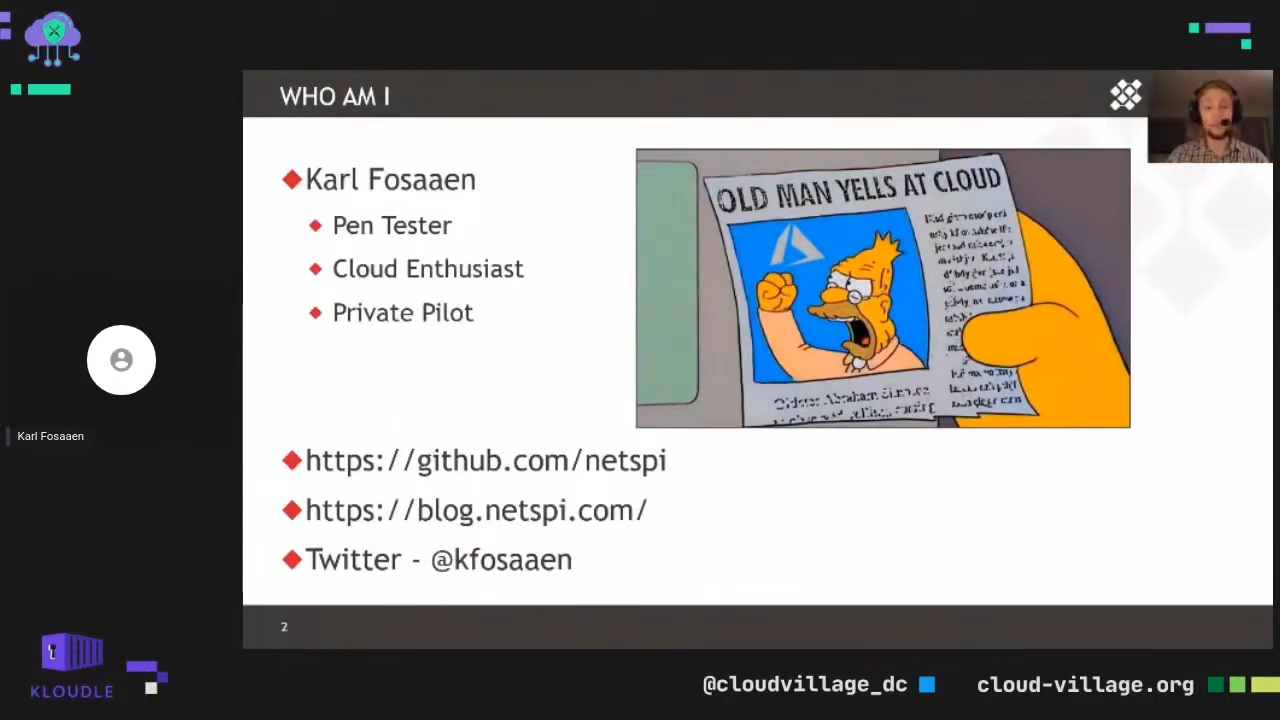 WHO AM I
Karl Fosaaen
Pen Tester
Cloud Enthusiast
Private Pilot
OLD MAN YELLS AT CLOUD
https://github.com/netspi
https://blog.netspi.com/
Twitter - @kfosaaen
2
Karl Fosaaen
KLOUDLE
@cloudvillage_dc
cloud-village.org